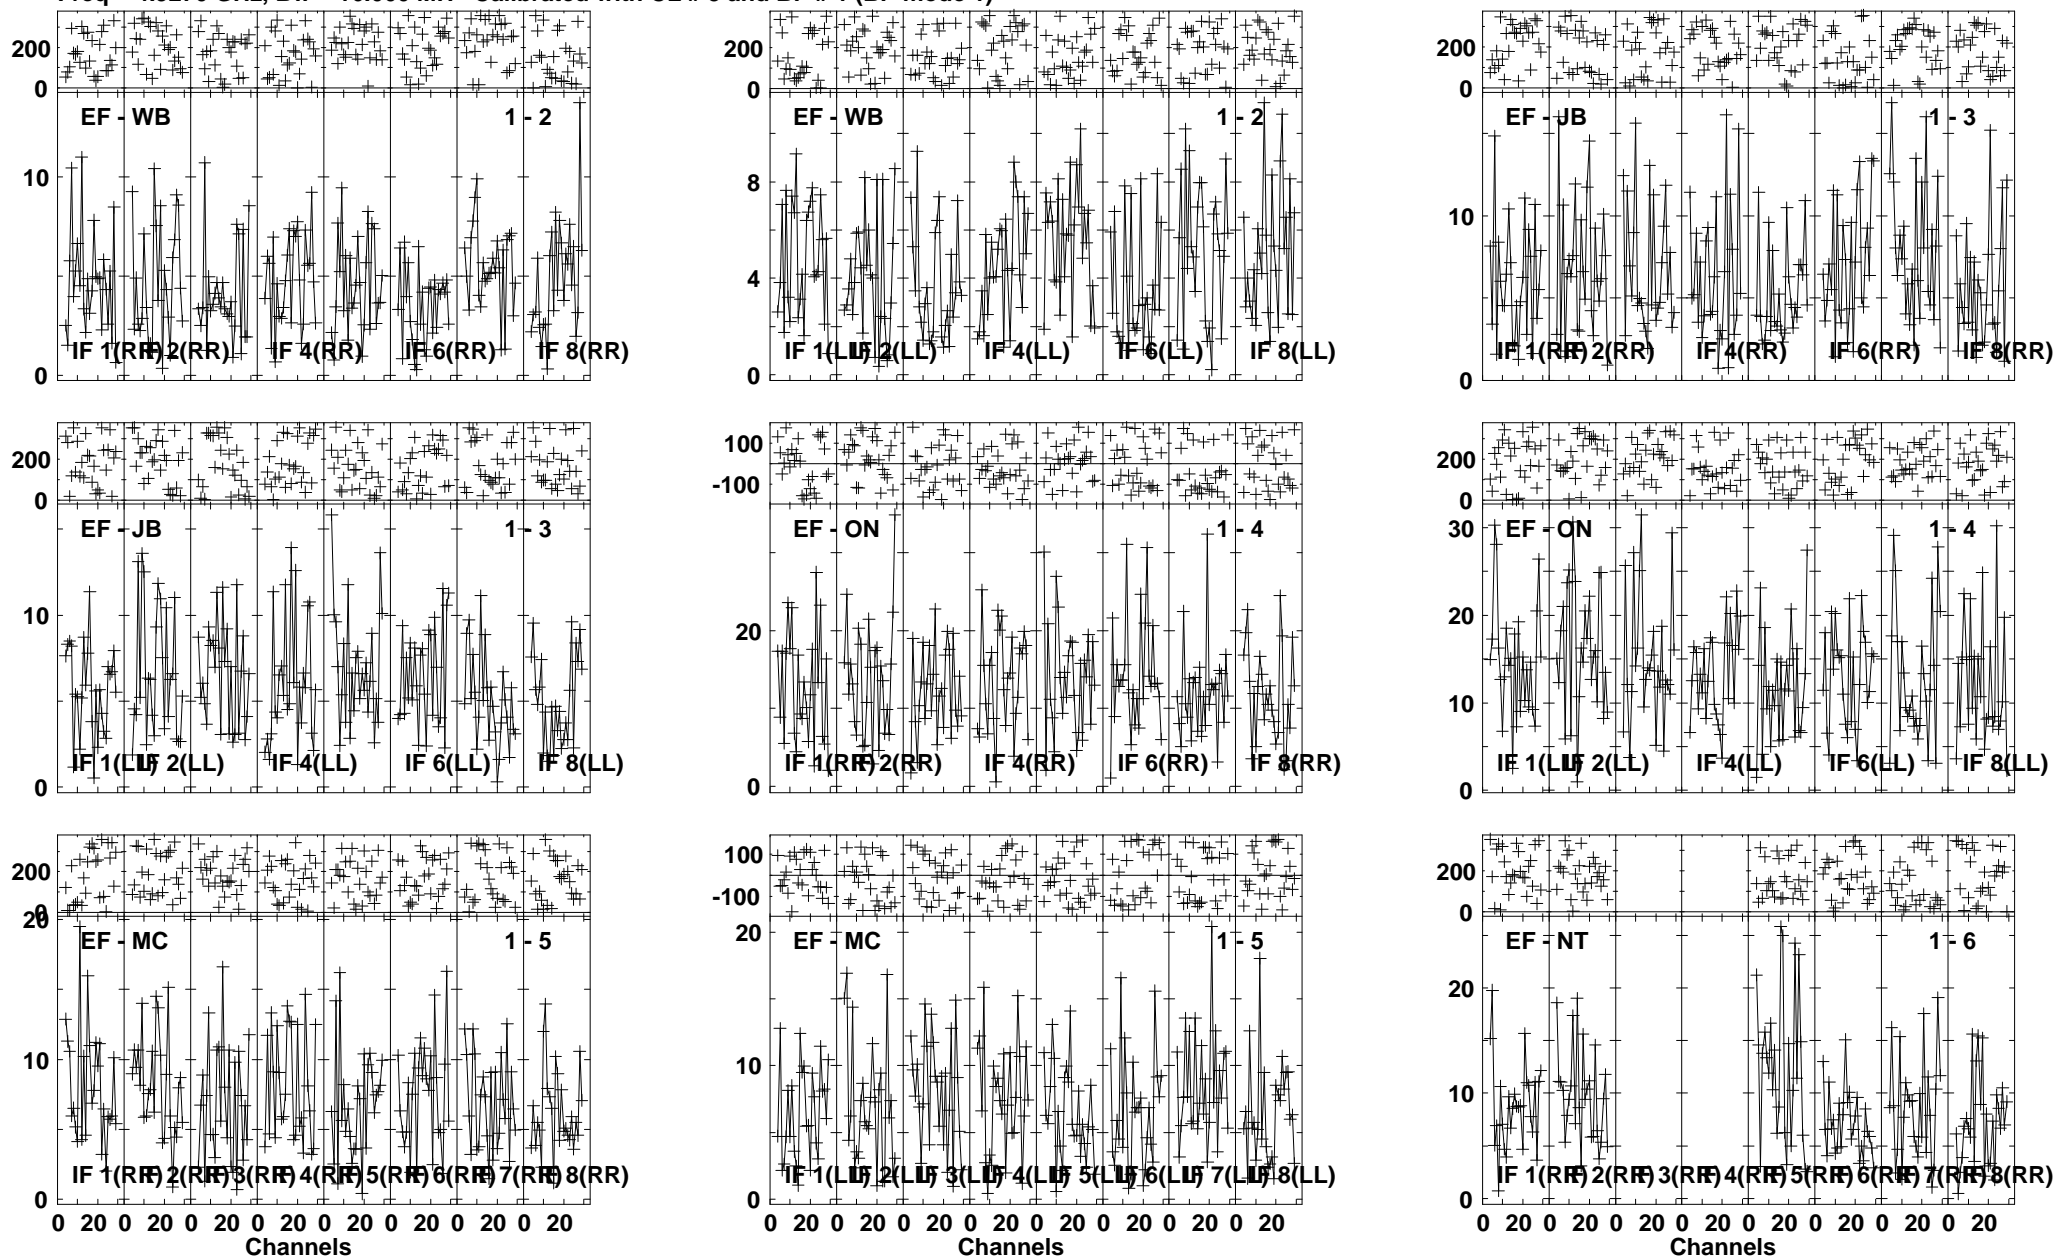 Freq GHz, Bw = MH Calibrated with CL # and BP # (BP mode
200
0
EF - WB 1 - 2
10
0
IF 1(RR) IF 2(RR) IF 4(RR) IF 6(RR) IF 8(RR)
200
0
EF - WB 1 - 2
8
4
0
IF 1(LL) IF 2(LL) IF 4(LL) IF 6(LL) IF 8(LL)
200
0
EF - JB 1 - 3
10
0
IF 1(RR) IF 2(RR) IF 4(RR) IF 6(RR) IF 8(RR)
200
0
EF - JB 1 - 3
10
0
IF 1(LL) IF 2(LL) IF 4(LL) IF 6(LL) IF 8(LL)
100
-100
EF - ON 1 - 4
20
0
IF 1(RR) IF 2(RR) IF 4(RR) IF 6(RR) IF 8(RR)
200
0
EF - ON 1 - 4
30
20
10
0
IF 1(LL) IF 2(LL) IF 4(LL) IF 6(LL) IF 8(LL)
200
0
20
EF - MC 1 - 5
10
0
IF 1(RR) IF 2(RR) IF 3(RR) IF 4(RR) IF 5(RR) IF 6(RR) IF 7(RR) IF 8(RR)
0 20 0 20 0 20 0 20 0 20 0 20 0 20 0 20
Channels
100
-100
20
EF - MC 1 - 5
10
0
IF 1(LL) IF 2(LL) IF 3(LL) IF 4(LL) IF 5(LL) IF 6(LL) IF 7(LL) IF 8(LL)
0 20 0 20 0 20 0 20 0 20 0 20 0 20 0 20
Channels
200
0
EF - NT 1 - 6
20
10
0
IF 1(RR) IF 2(RR) IF 3(RR) IF 4(RR) IF 5(RR) IF 6(RR) IF 7(RR) IF 8(RR)
0 20 0 20 0 20 0 20 0 20 0 20 0 20 0 20
Channels